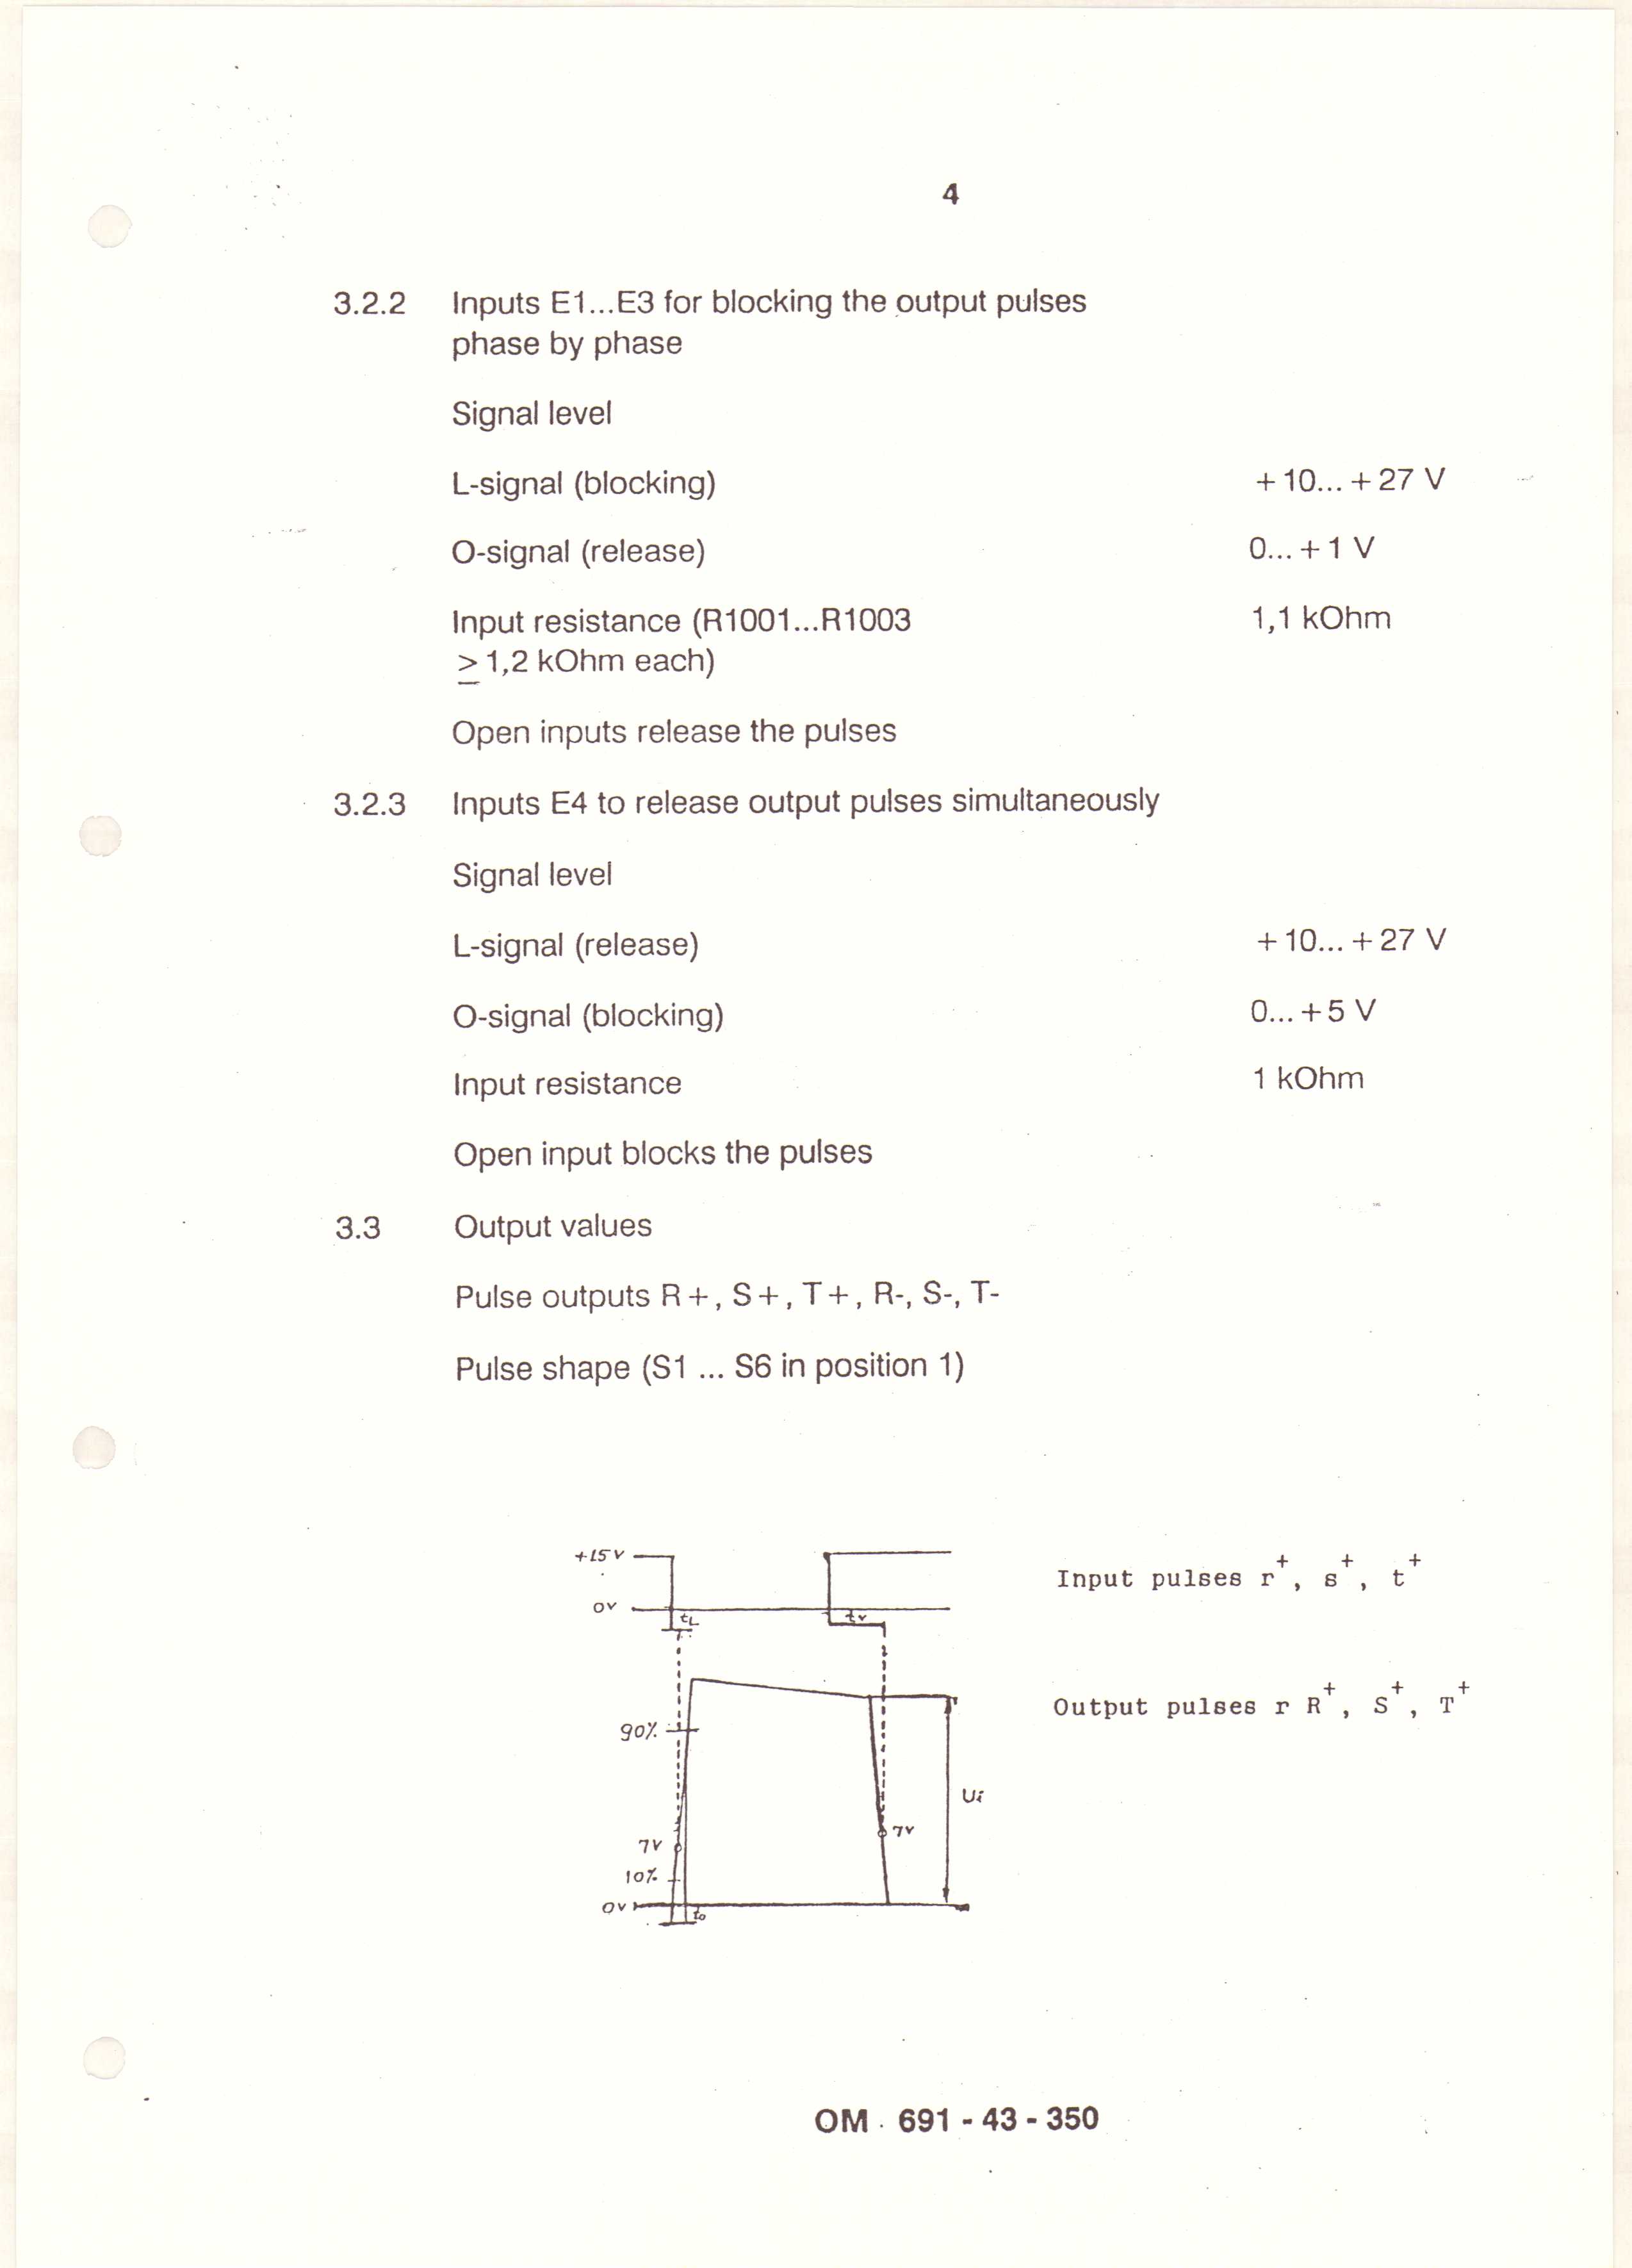 4
3.2.2 Inputs E1...E3 for blocking the output pulses
phase by phase
Signal level
L-signal (blocking) +10...+27 V
O-signal (release) 0...+1 V
Input resistance (R1001...R1003 1,1 kOhm
≥ 1,2 kOhm each)
Open inputs release the pulses
3.2.3 Inputs E4 to release output pulses simultaneously
Signal level
L-signal (release) +10...+27 V
O-signal (blocking) 0...+5 V
Input resistance 1 kOhm
Open input blocks the pulses
3.3 Output values
Pulse outputs R+, S+, T+, R-, S-, T-
Pulse shape (S1 ... S6 in position 1)
+15V
Input pulses r+, s+, t+
0V
tL tv
Output pulses r R+, S+, T+
90%
Ui
7V 7V
10%
0V
to
OM 691 - 43 - 350